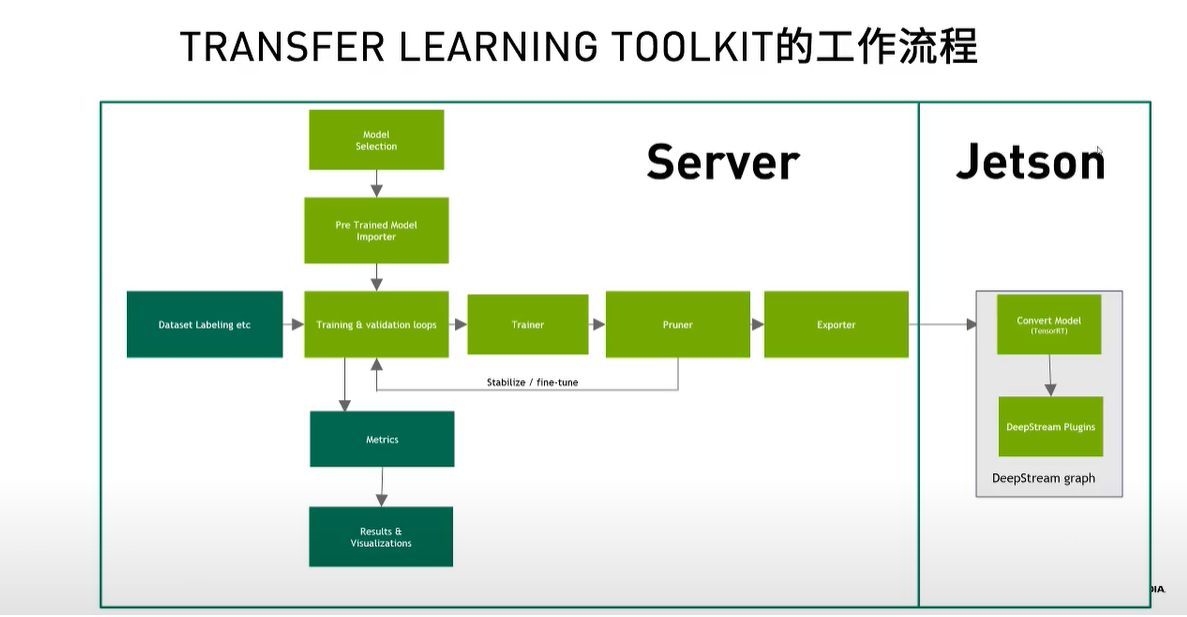 TRANSFER LEARNING TOOLKIT的工作流程
Server
Jetson
Model
Selection
Pre Trained Model
Importer
Dataset Labeling etc
Training & validation loops
Trainer
Pruner
Exporter
Convert Model
(TensorRT)
Stabilize / fine-tune
DeepStream Plugins
Metrics
DeepStream graph
Results &
Visualizations